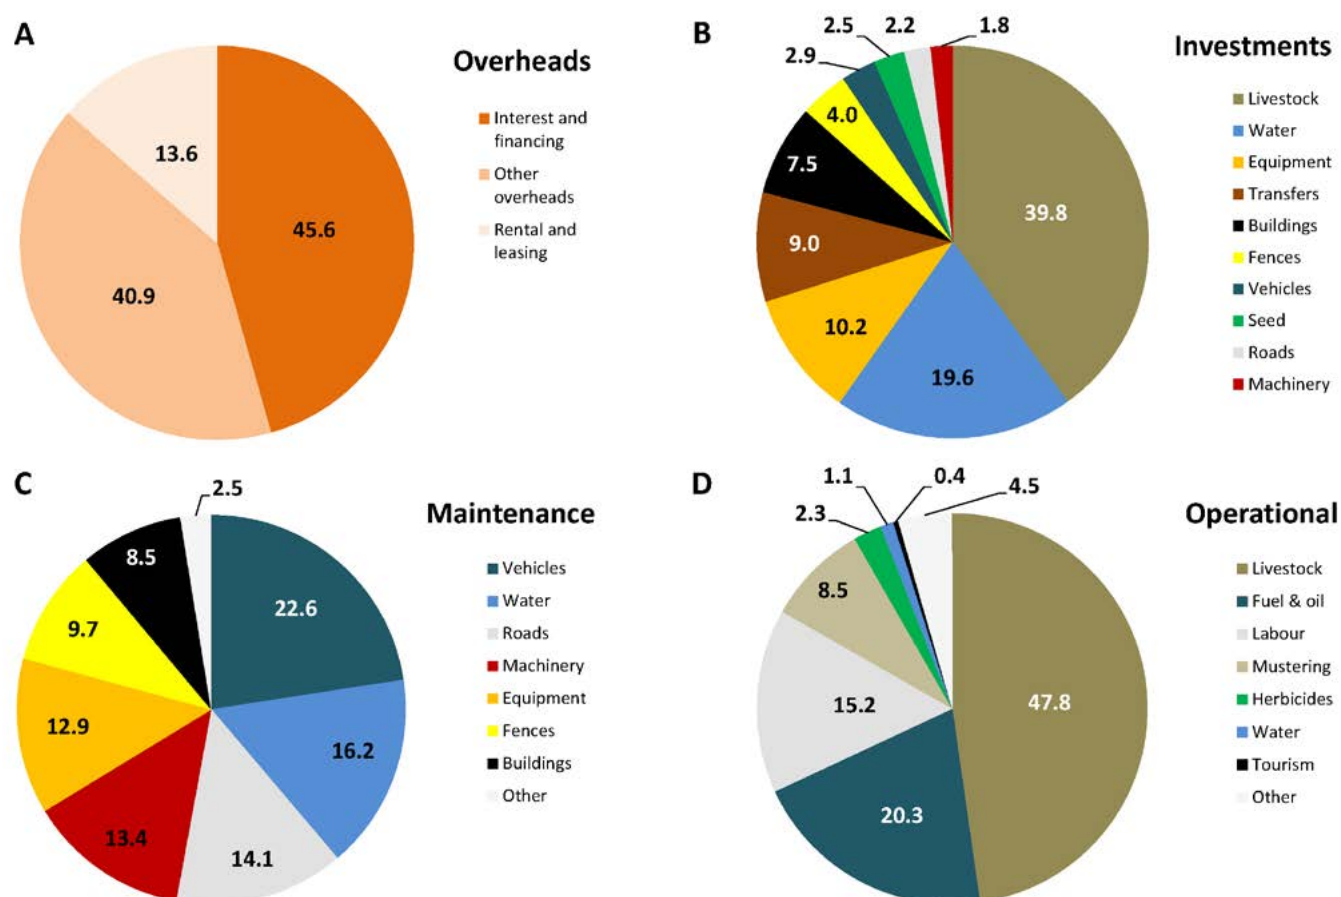 A
Overheads
Interest and
financing
Other
overheads
Rental and
leasing
13.6
45.6
40.9
B
Investments
2.5
2.2
1.8
2.9
4.0
7.5
9.0
10.2
19.6
39.8
Livestock
Water
Equipment
Transfers
Buildings
Fences
Vehicles
Seed
Roads
Machinery
C
Maintenance
2.5
8.5
9.7
12.9
13.4
14.1
16.2
22.6
Vehicles
Water
Roads
Machinery
Equipment
Fences
Buildings
Other
D
Operational
1.1
0.4
4.5
2.3
8.5
15.2
20.3
47.8
Livestock
Fuel & oil
Labour
Mustering
Herbicides
Water
Tourism
Other